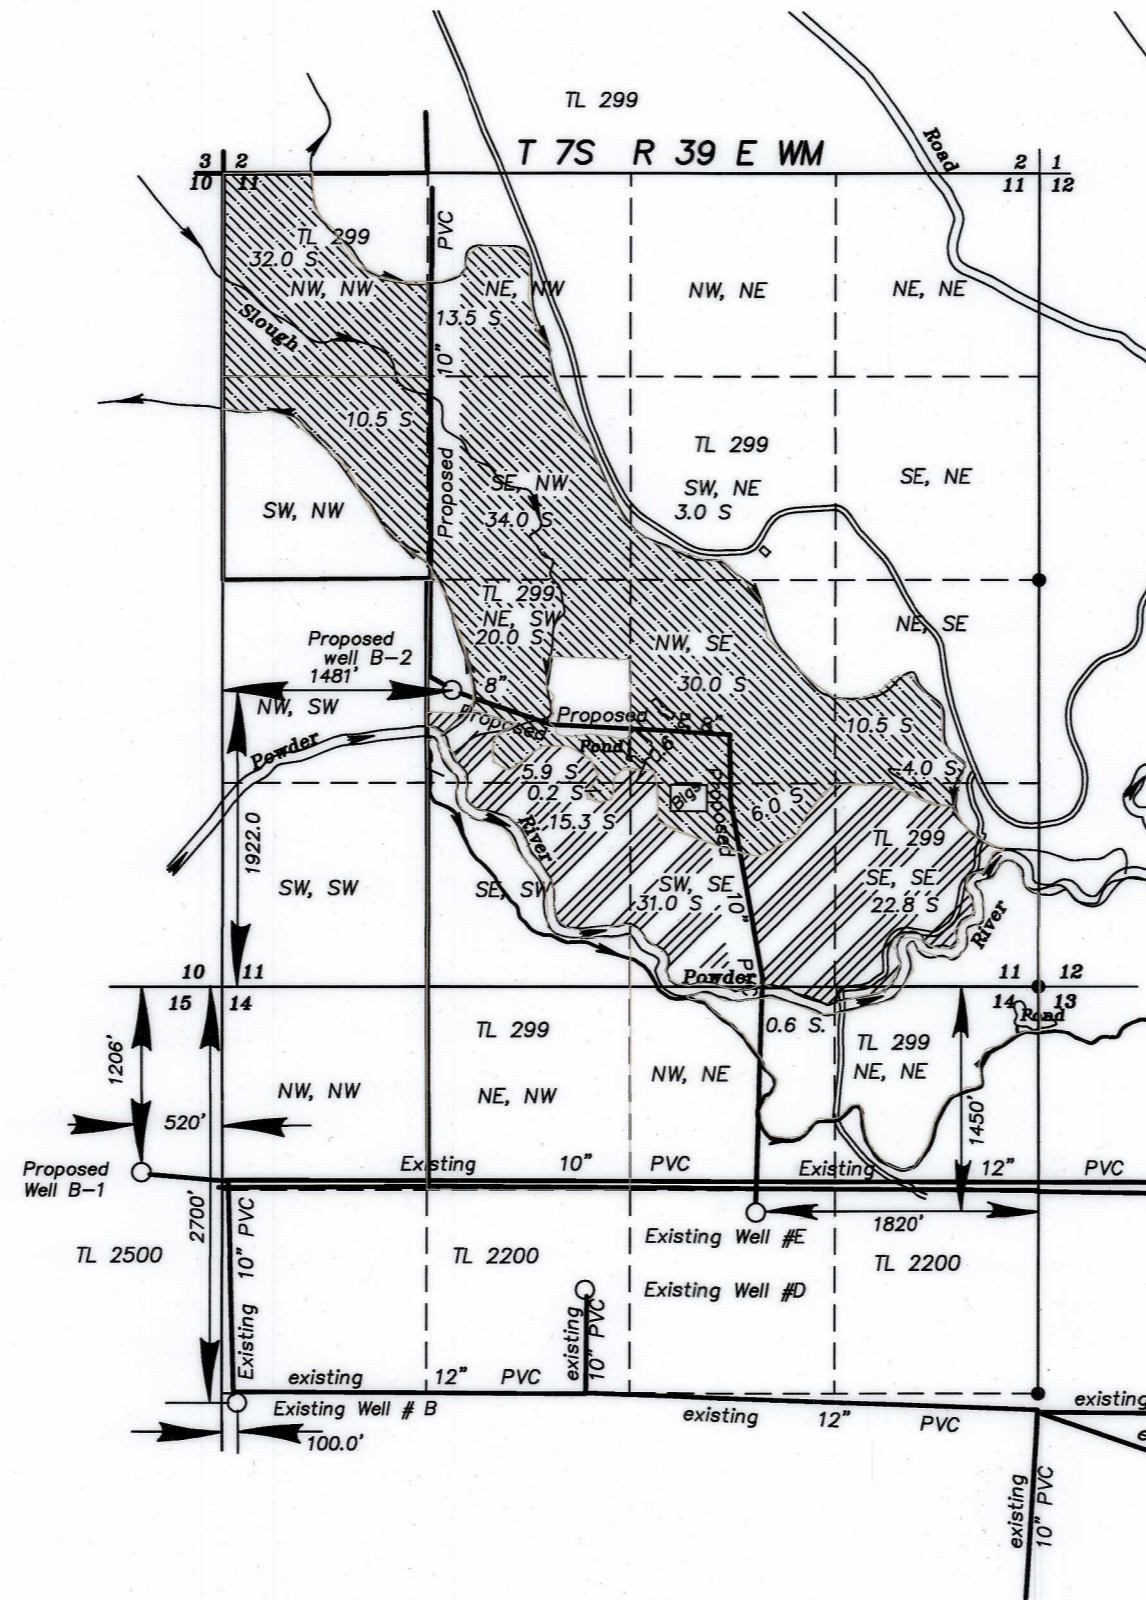 TL 299
T 7S R 39 E WM
Road
3 2
10 11
2 1
11 12
TL 299
32.0 S
NW, NW
PVC
NE, NW
13.5 S
NW, NE
NE, NE
Slough
10"
10.5 S
TL 299
SW, NE
3.0 S
SE, NE
Proposed
SE, NW
34.0 S
SW, NW
TL 299
NE, SW
20.0 S
NE, SE
NW, SE
30.0 S
Proposed
well B-2
1481'
8"
NW, SW
Proposed
Proposed
8"
10.5 S
Powder
Pond
0.6
5.9 S
0.2 S
4.0 S
Blgs
Proposed
6.0 S
15.3 S
River
1922.0
TL 299
SW, SW
SE, SW
SW, SE
31.0 S
10"
SE, SE
22.8 S
River
Powder
10 11
15 14
11 12
14 13
Pond
0.6 S.
TL 299
TL 299
NE, NE
1206'
NW, NW
NE, NW
NW, NE
1450'
520'
Proposed
Well B-1
Existing 10" PVC
Existing 12" PVC
2700'
Existing 10" PVC
1820'
Existing Well #E
TL 2500
TL 2200
TL 2200
Existing Well #D
existing
10" PVC
existing 12" PVC
existing
Existing Well # B
existing 12" PVC
100.0'
existing
10" PVC